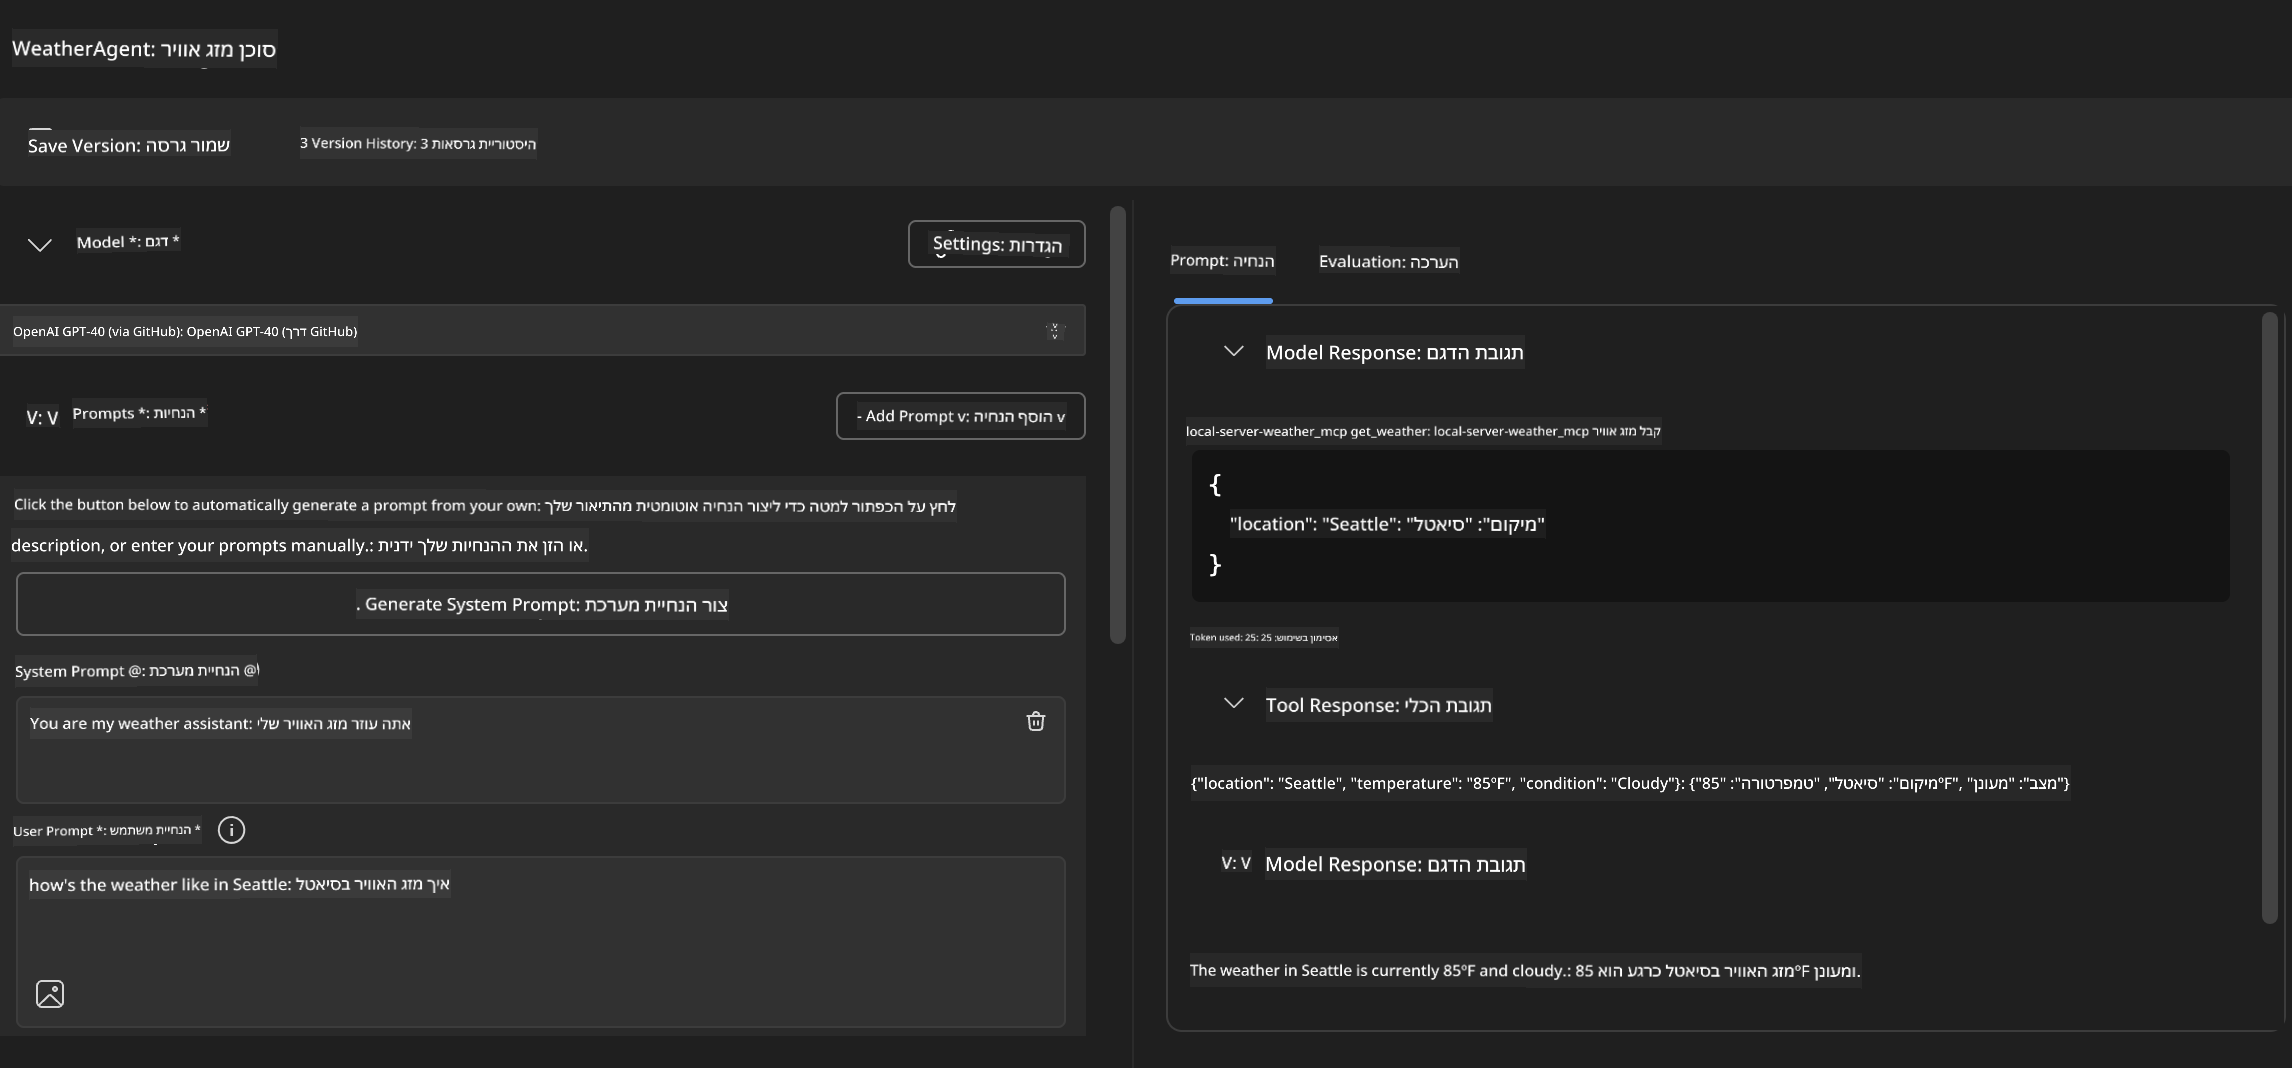 WeatherAgent: סוכן מזג אוויר
Save Version: שמור גרסה
3 Version History: 3 היסטוריית גרסאות
Model *: דגם *
Settings: הגדרות
OpenAI GPT-40 (via GitHub): OpenAI GPT-40 (דרך GitHub)
V: V
Prompts *: הנחיות *
- Add Prompt v: הוסף הנחיה v
Click the button below to automatically generate a prompt from your own: לחץ על הכפתור למטה כדי ליצור הנחיה אוטומטית מהתיאור שלך
description, or enter your prompts manually.: או הזן את ההנחיות שלך ידנית.
. Generate System Prompt: צור הנחיית מערכת
System Prompt @: הנחיית מערכת @
You are my weather assistant: אתה עוזר מזג האוויר שלי
User Prompt *: הנחיית משתמש *
how's the weather like in Seattle: איך מזג האוויר בסיאטל
Prompt: הנחיה
Evaluation: הערכה
Model Response: תגובת הדגם
local-server-weather_mcp get_weather: local-server-weather_mcp קבל מזג אוויר
{
"location": "Seattle": "מיקום": "סיאטל"
}
Token used: 25: אסימון בשימוש: 25
Tool Response: תגובת הכלי
{"location": "Seattle", "temperature": "85°F", "condition": "Cloudy"}: {"מיקום": "סיאטל", "טמפרטורה": "85°F", "מצב": "מעונן"}
V: V
Model Response: תגובת הדגם
The weather in Seattle is currently 85°F and cloudy.: מזג האוויר בסיאטל כרגע הוא 85°F ומעונן.